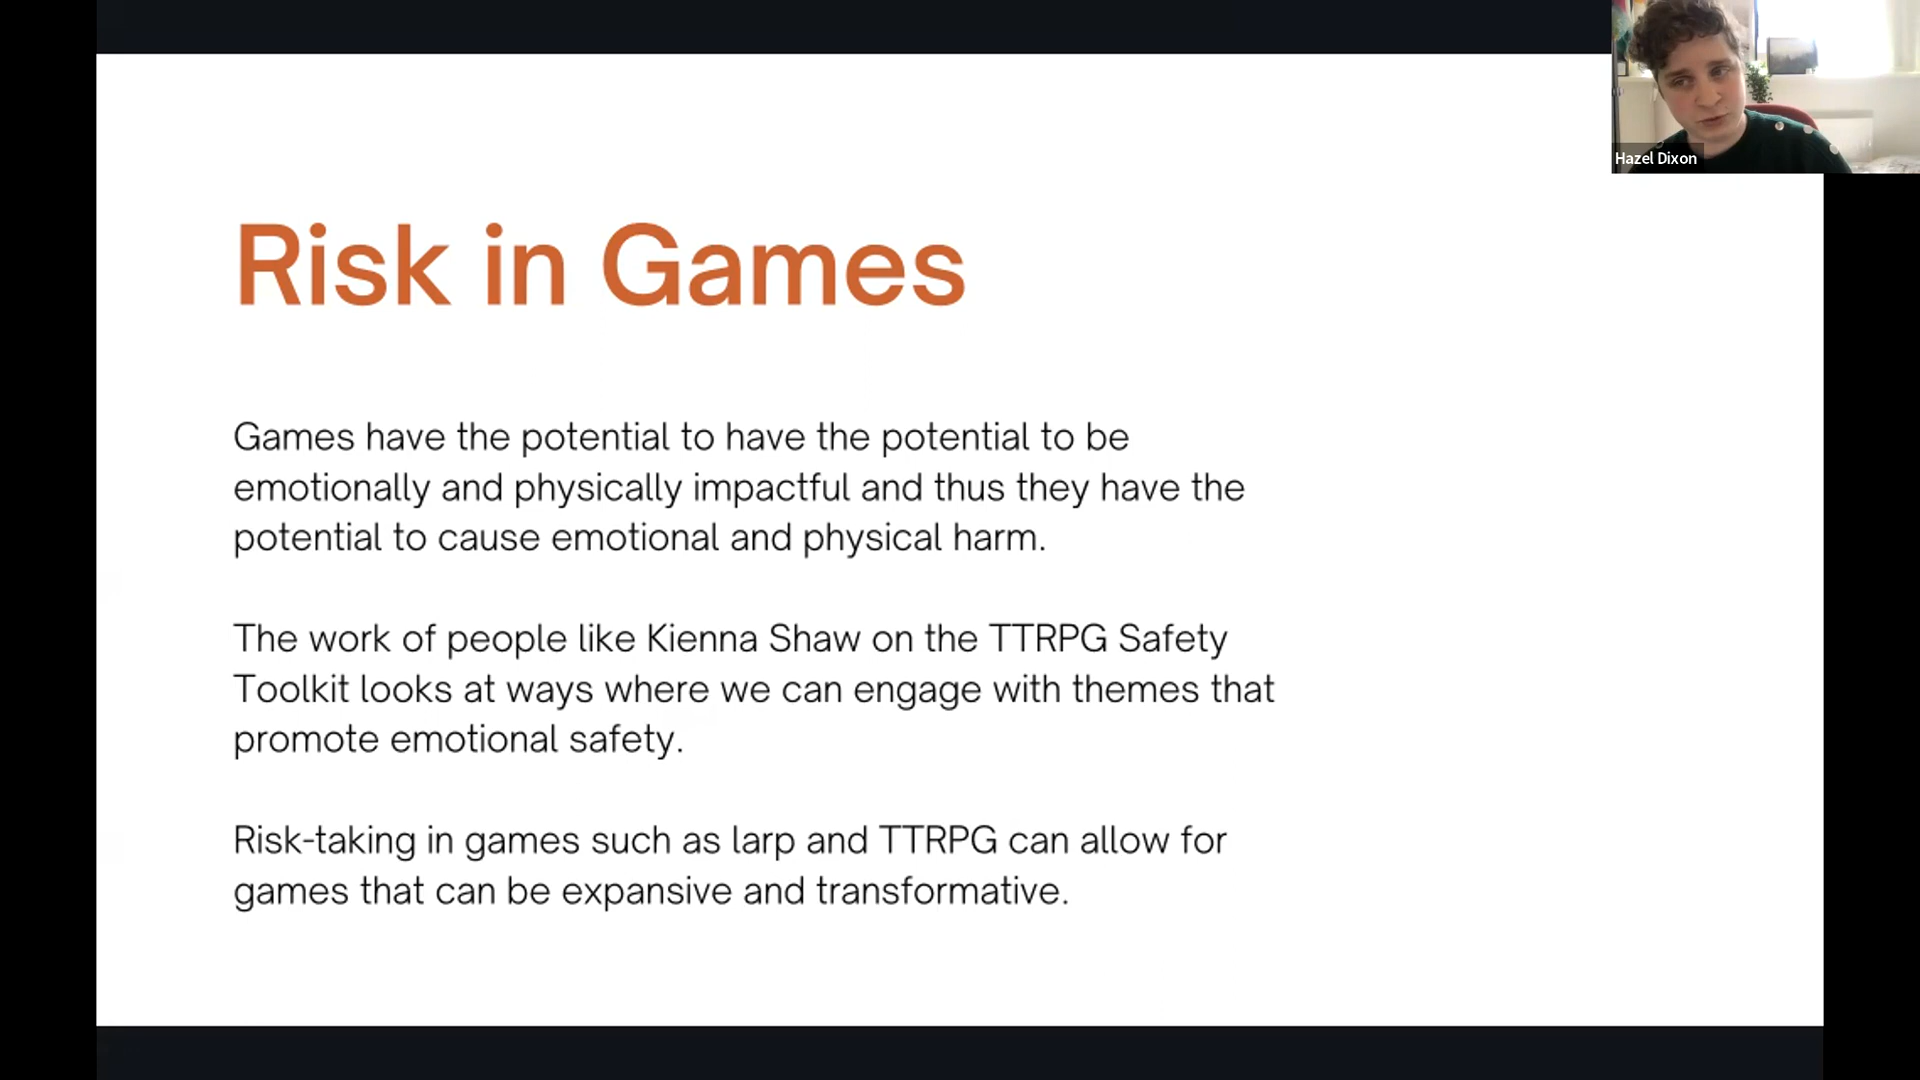 Hazel Dixon
Risk in Games
Games have the potential to have the potential to be
emotionally and physically impactful and thus they have the
potential to cause emotional and physical harm.
The work of people like Kienna Shaw on the TTRPG Safety
Toolkit looks at ways where we can engage with themes that
promote emotional safety.
Risk-taking in games such as larp and TTRPG can allow for
games that can be expansive and transformative.